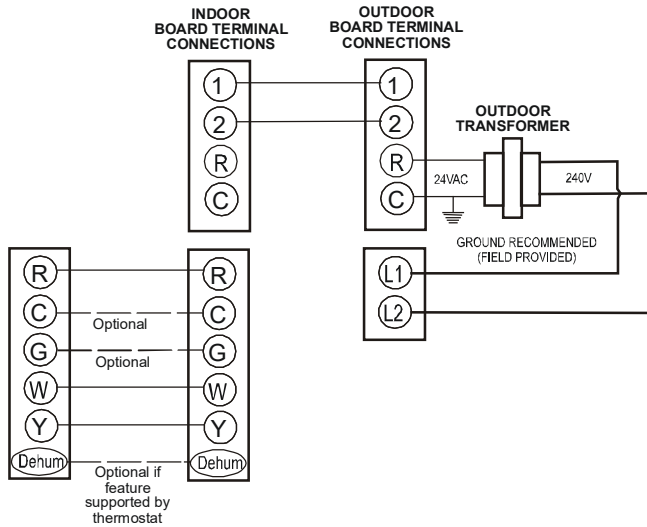 INDOOR
BOARD TERMINAL
CONNECTIONS
OUTDOOR
BOARD TERMINAL
CONNECTIONS
1
2
R
C
1
2
R
C
OUTDOOR
TRANSFORMER
24VAC
240V
GROUND RECOMMENDED
(FIELD PROVIDED)
L1
L2
R
C
G
W
Y
Dehum
Optional
Optional
Optional if
feature
supported by
thermostat
R
C
G
W
Y
Dehum